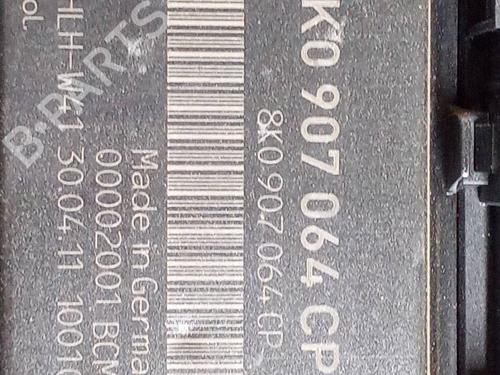 K0 907 064 CP
8K0 907 064 CP
Made in Germa
00002001 BCM
HLH-W41 30.04.11 1001
ol.
B-PARTS